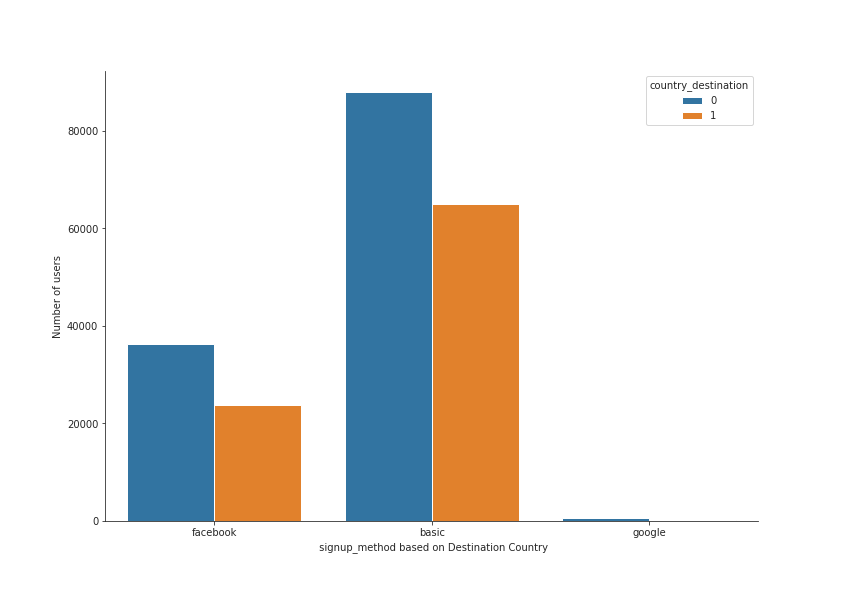 country_destination
0
1
80000
60000
40000
20000
0
Number of users
facebook basic google
signup_method based on Destination Country